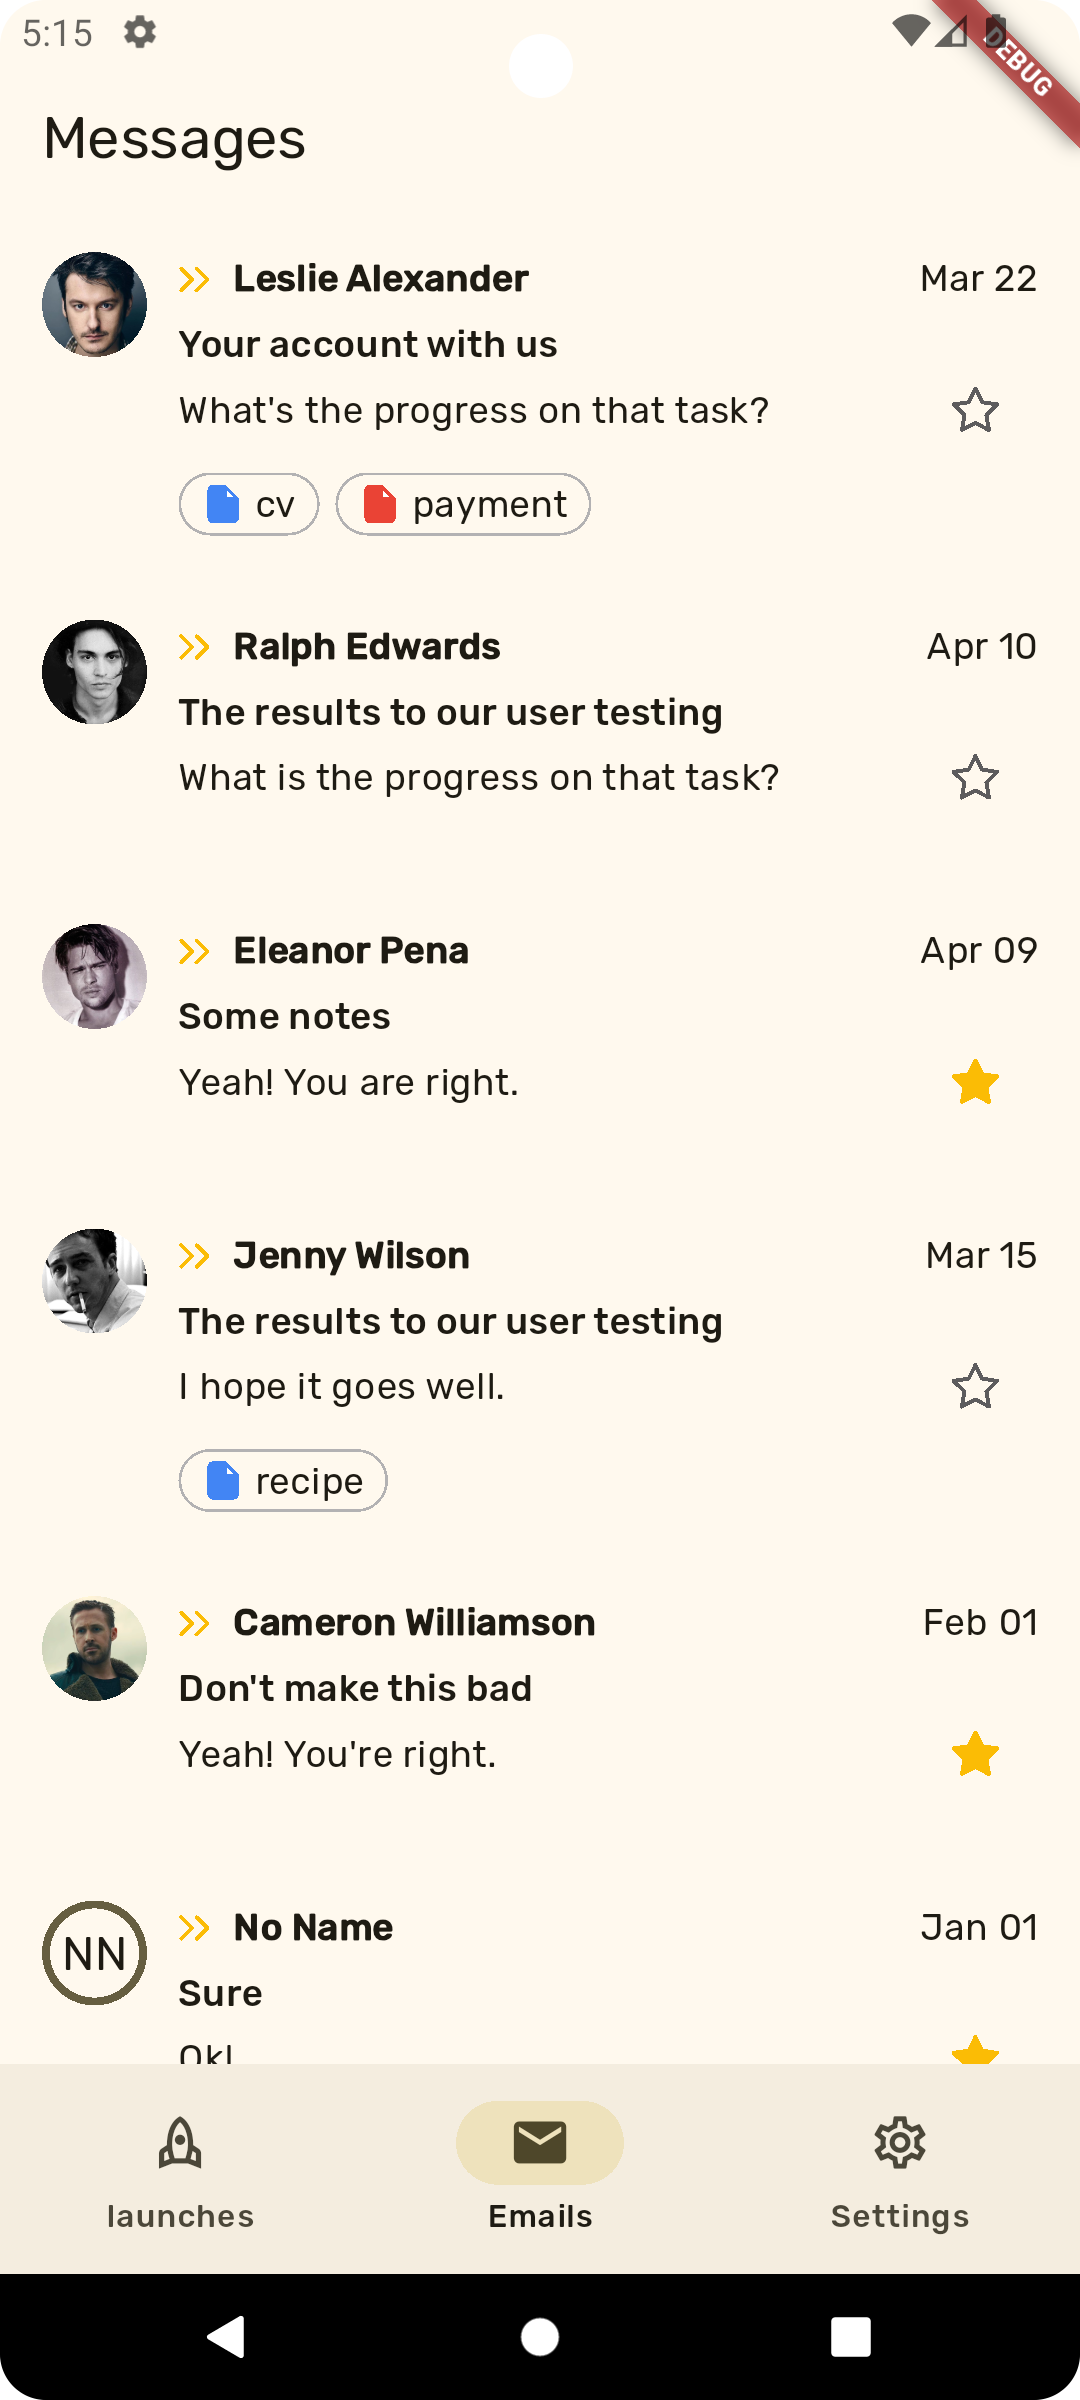 5:15
DEBUG
Messages
Leslie Alexander Mar 22
Your account with us
What's the progress on that task?
cv payment
Ralph Edwards Apr 10
The results to our user testing
What is the progress on that task?
Eleanor Pena Apr 09
Some notes
Yeah! You are right.
Jenny Wilson Mar 15
The results to our user testing
I hope it goes well.
recipe
Cameron Williamson Feb 01
Don't make this bad
Yeah! You're right.
NN No Name Jan 01
Sure
Ok!
launches Emails Settings